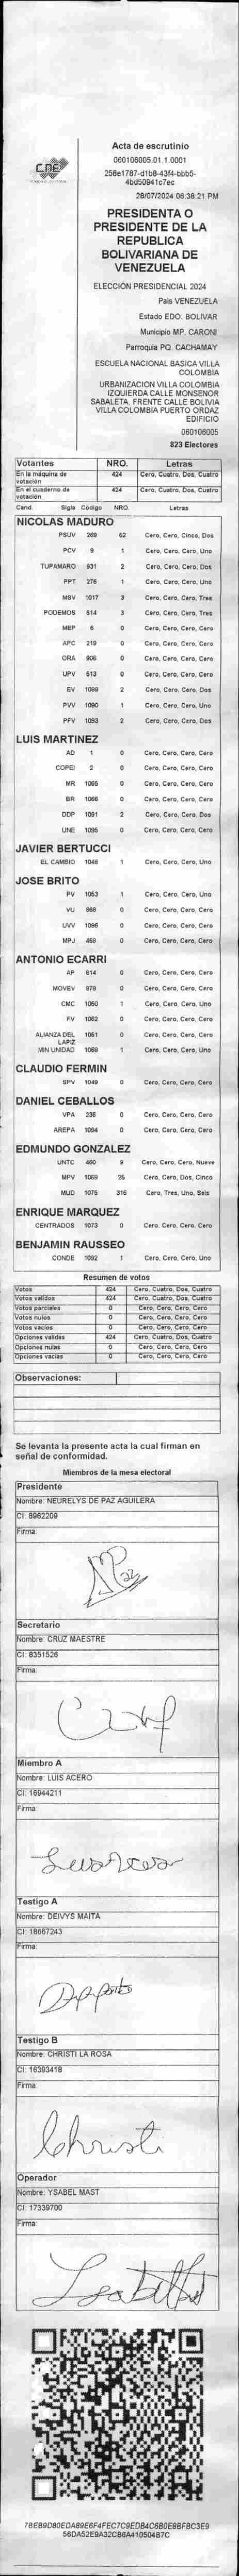 CNE
Acta de escrutinio
060106005.01.1.0001
258e1787-d1b8-43f4-bbb5-
4bd50941c7ec
28/07/2024 06:38:21 PM
PRESIDENTA O
PRESIDENTE DE LA
REPUBLICA
BOLIVARIANA DE
VENEZUELA
ELECCIÓN PRESIDENCIAL 2024
Pais VENEZUELA
Estado EDO. BOLIVAR
Municipio MP. CARONI
Parroquia PQ. CACHAMAY
ESCUELA NACIONAL BASICA VILLA
COLOMBIA
URBANIZACION VILLA COLOMBIA
IZQUIERDA CALLE MONSENOR
SABALETA. FRENTE CALLE BOLIVIA
VILLA COLOMBIA PUERTO ORDAZ
EDIFICIO
060106005
823 Electores
Votantes NRO. Letras
En la máquina de votación 424 Cero, Cuatro, Dos, Cuatro
En el cuaderno de votación 424 Cero, Cuatro, Dos, Cuatro
Cand. Sigla Código NRO. Letras
NICOLAS MADURO
PSUV 269 62 Cero, Cero, Cinco, Dos
PCV 9 1 Cero, Cero, Cero, Uno
TUPAMARO 931 2 Cero, Cero, Cero, Dos
PPT 276 1 Cero, Cero, Cero, Uno
MSV 1017 3 Cero, Cero, Cero, Tres
PODEMOS 514 3 Cero, Cero, Cero, Tres
MEP 6 0 Cero, Cero, Cero, Cero
APC 219 0 Cero, Cero, Cero, Cero
ORA 906 0 Cero, Cero, Cero, Cero
UPV 513 0 Cero, Cero, Cero, Cero
EV 1089 2 Cero, Cero, Cero, Dos
PVV 1090 1 Cero, Cero, Cero, Uno
PFV 1093 2 Cero, Cero, Cero, Dos
LUIS MARTINEZ
AD 1 0 Cero, Cero, Cero, Cero
COPEI 2 0 Cero, Cero, Cero, Cero
MR 1065 0 Cero, Cero, Cero, Cero
BR 1066 0 Cero, Cero, Cero, Cero
DDP 1091 2 Cero, Cero, Cero, Dos
UNE 1095 0 Cero, Cero, Cero, Cero
JAVIER BERTUCCI
EL CAMBIO 1048 1 Cero, Cero, Cero, Uno
JOSE BRITO
PV 1053 1 Cero, Cero, Cero, Uno
VU 968 0 Cero, Cero, Cero, Cero
UVV 1096 0 Cero, Cero, Cero, Cero
MPJ 459 0 Cero, Cero, Cero, Cero
ANTONIO ECARRI
AP 914 0 Cero, Cero, Cero, Cero
MOVEV 979 0 Cero, Cero, Cero, Cero
CMC 1050 1 Cero, Cero, Cero, Uno
FV 1062 0 Cero, Cero, Cero, Cero
ALIANZA DEL LAPIZ 1051 0 Cero, Cero, Cero, Cero
MIN UNIDAD 1068 1 Cero, Cero, Cero, Uno
CLAUDIO FERMIN
SPV 1049 0 Cero, Cero, Cero, Cero
DANIEL CEBALLOS
VPA 236 0 Cero, Cero, Cero, Cero
AREPA 1094 0 Cero, Cero, Cero, Cero
EDMUNDO GONZALEZ
UNTC 460 9 Cero, Cero, Cero, Nueve
MPV 1069 25 Cero, Cero, Dos, Cinco
MUD 1075 316 Cero, Tres, Uno, Seis
ENRIQUE MARQUEZ
CENTRADOS 1073 0 Cero, Cero, Cero, Cero
BENJAMIN RAUSSEO
CONDE 1092 1 Cero, Cero, Cero, Uno
Resumen de votos
Votos 424 Cero, Cuatro, Dos, Cuatro
Votos validos 424 Cero, Cuatro, Dos, Cuatro
Votos parciales 0 Cero, Cero, Cero, Cero
Votos nulos 0 Cero, Cero, Cero, Cero
Votos vacios 0 Cero, Cero, Cero, Cero
Opciones validas 424 Cero, Cuatro, Dos, Cuatro
Opciones nulas 0 Cero, Cero, Cero, Cero
Opciones vacias 0 Cero, Cero, Cero, Cero
Observaciones:
Se levanta la presente acta la cual firman en
señal de conformidad.
Miembros de la mesa electoral
Presidente
Nombre: NEURELYS DE PAZ AGUILERA
CI: 8962209
Firma:
Secretario
Nombre: CRUZ MAESTRE
CI: 8351526
Firma:
Miembro A
Nombre: LUIS ACERO
CI: 16944211
Firma:
Testigo A
Nombre: DEIVYS MAITA
CI: 18667243
Firma:
Testigo B
Nombre: CHRISTI LA ROSA
CI: 16393418
Firma:
Christi
Operador
Nombre: YSABEL MAST
CI: 17339700
Firma: